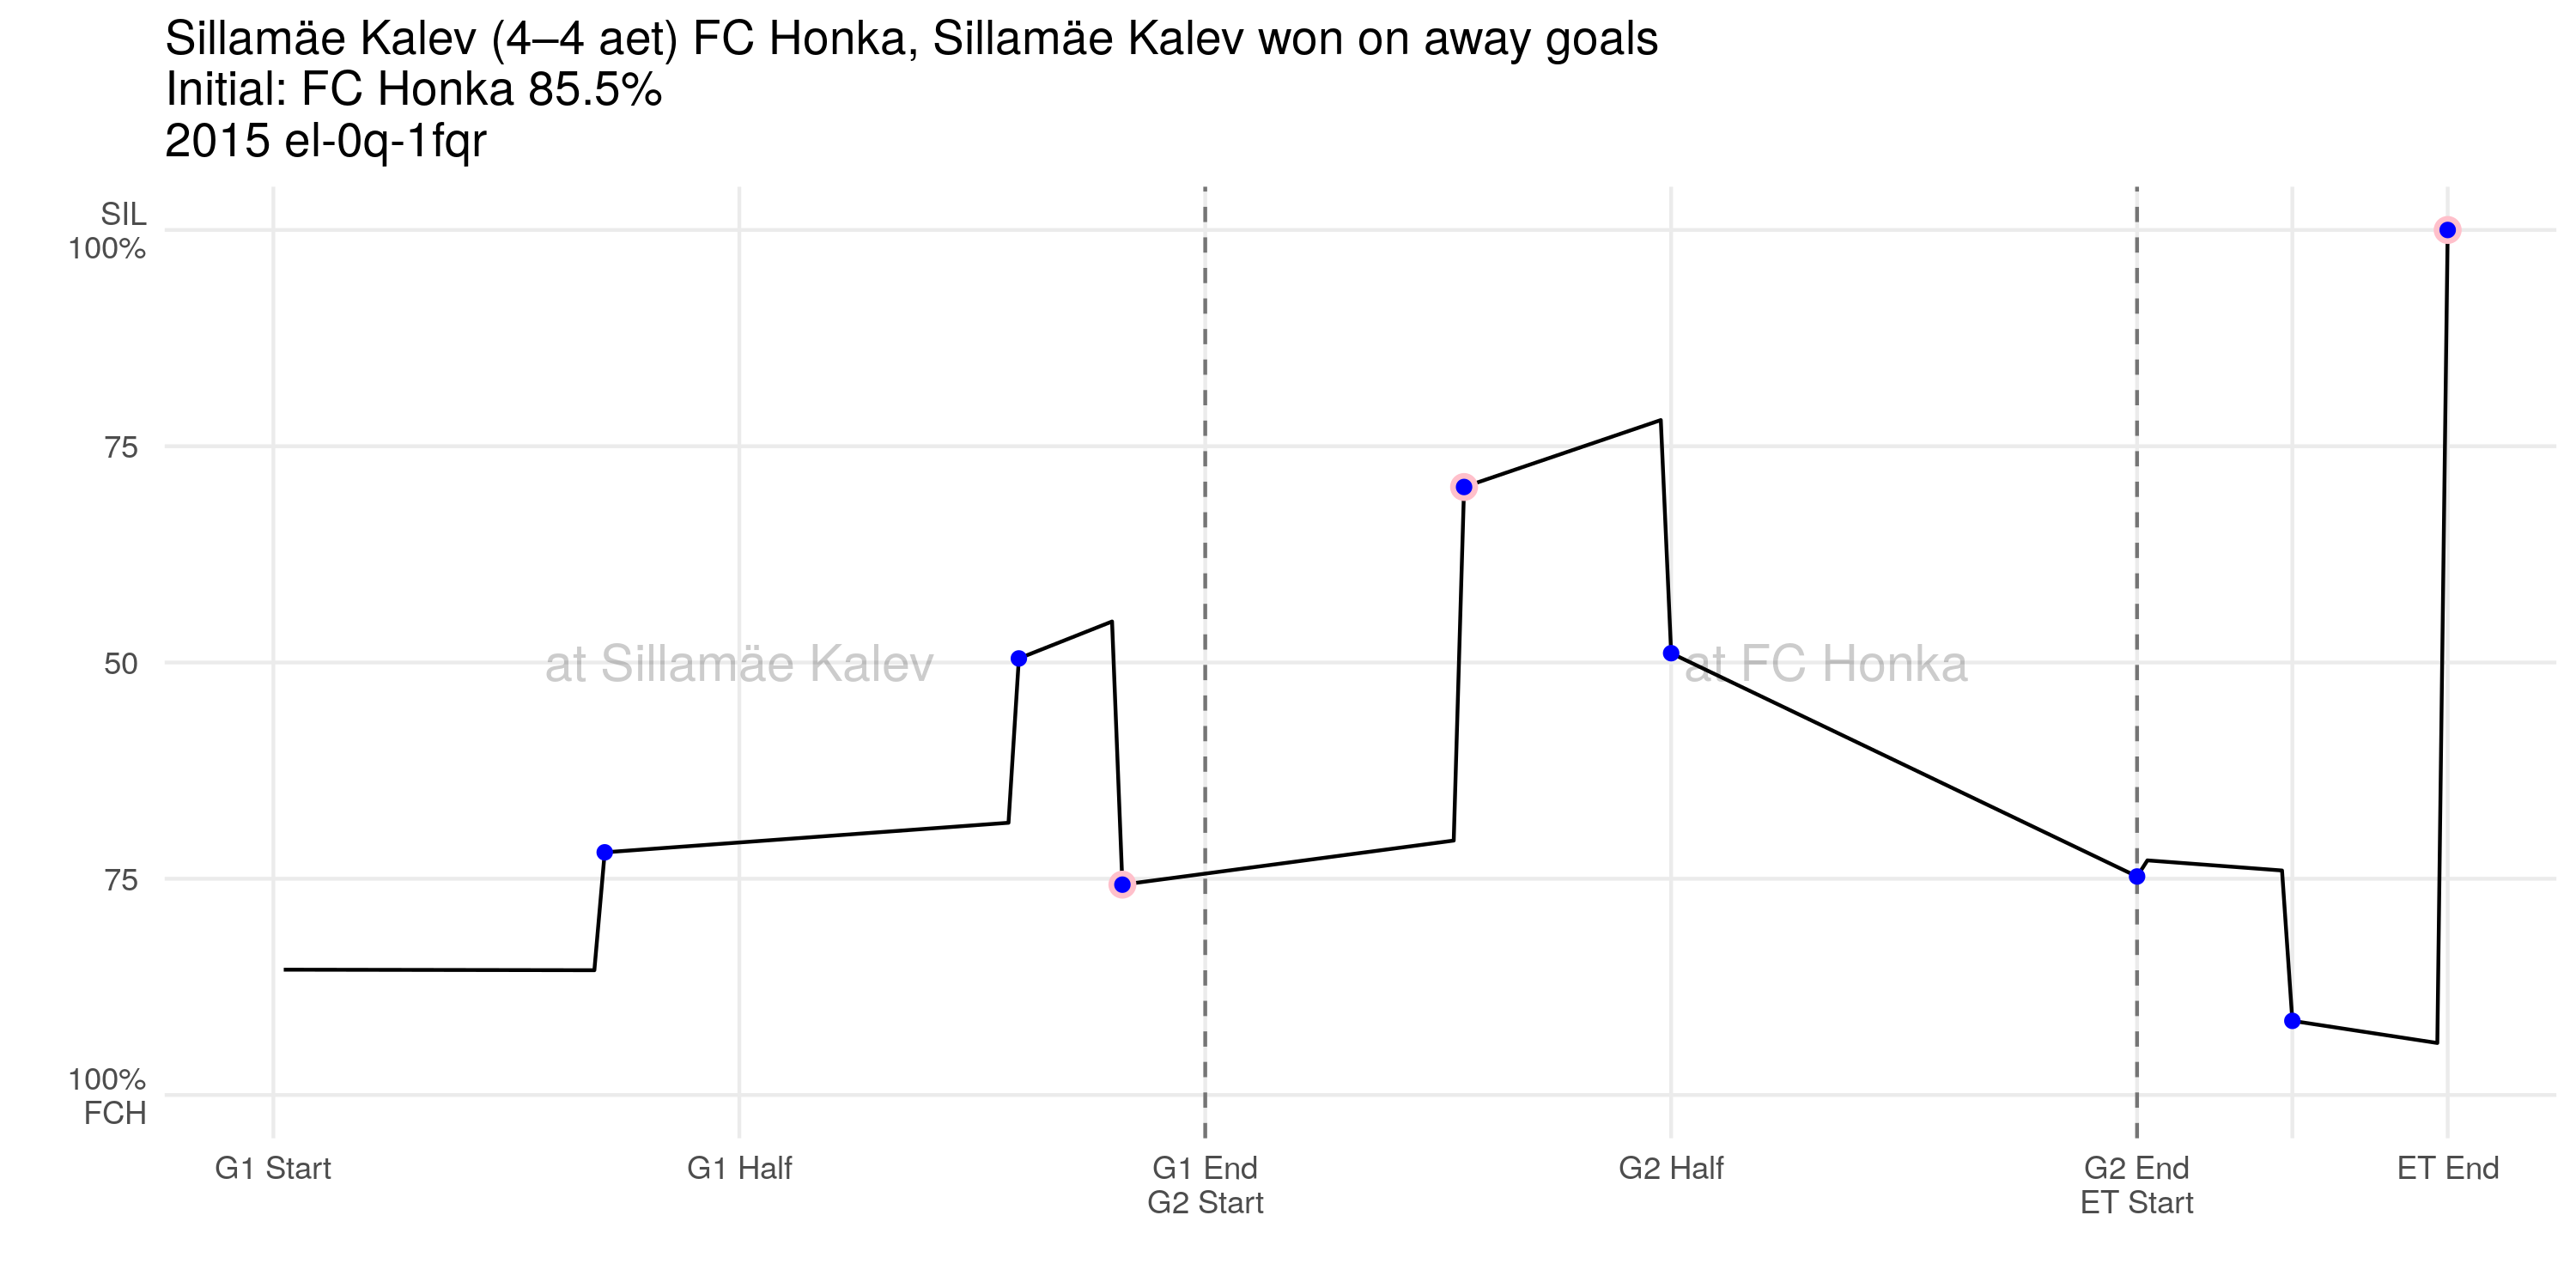 Sillamäe Kalev (4–4 aet) FC Honka, Sillamäe Kalev won on away goals
Initial: FC Honka 85.5%
2015 el-0q-1fqr
SIL
100%
75
50
75
100%
FCH
at Sillamäe Kalev
at FC Honka
G1 Start
G1 Half
G1 End
G2 Start
G2 Half
G2 End
ET Start
ET End